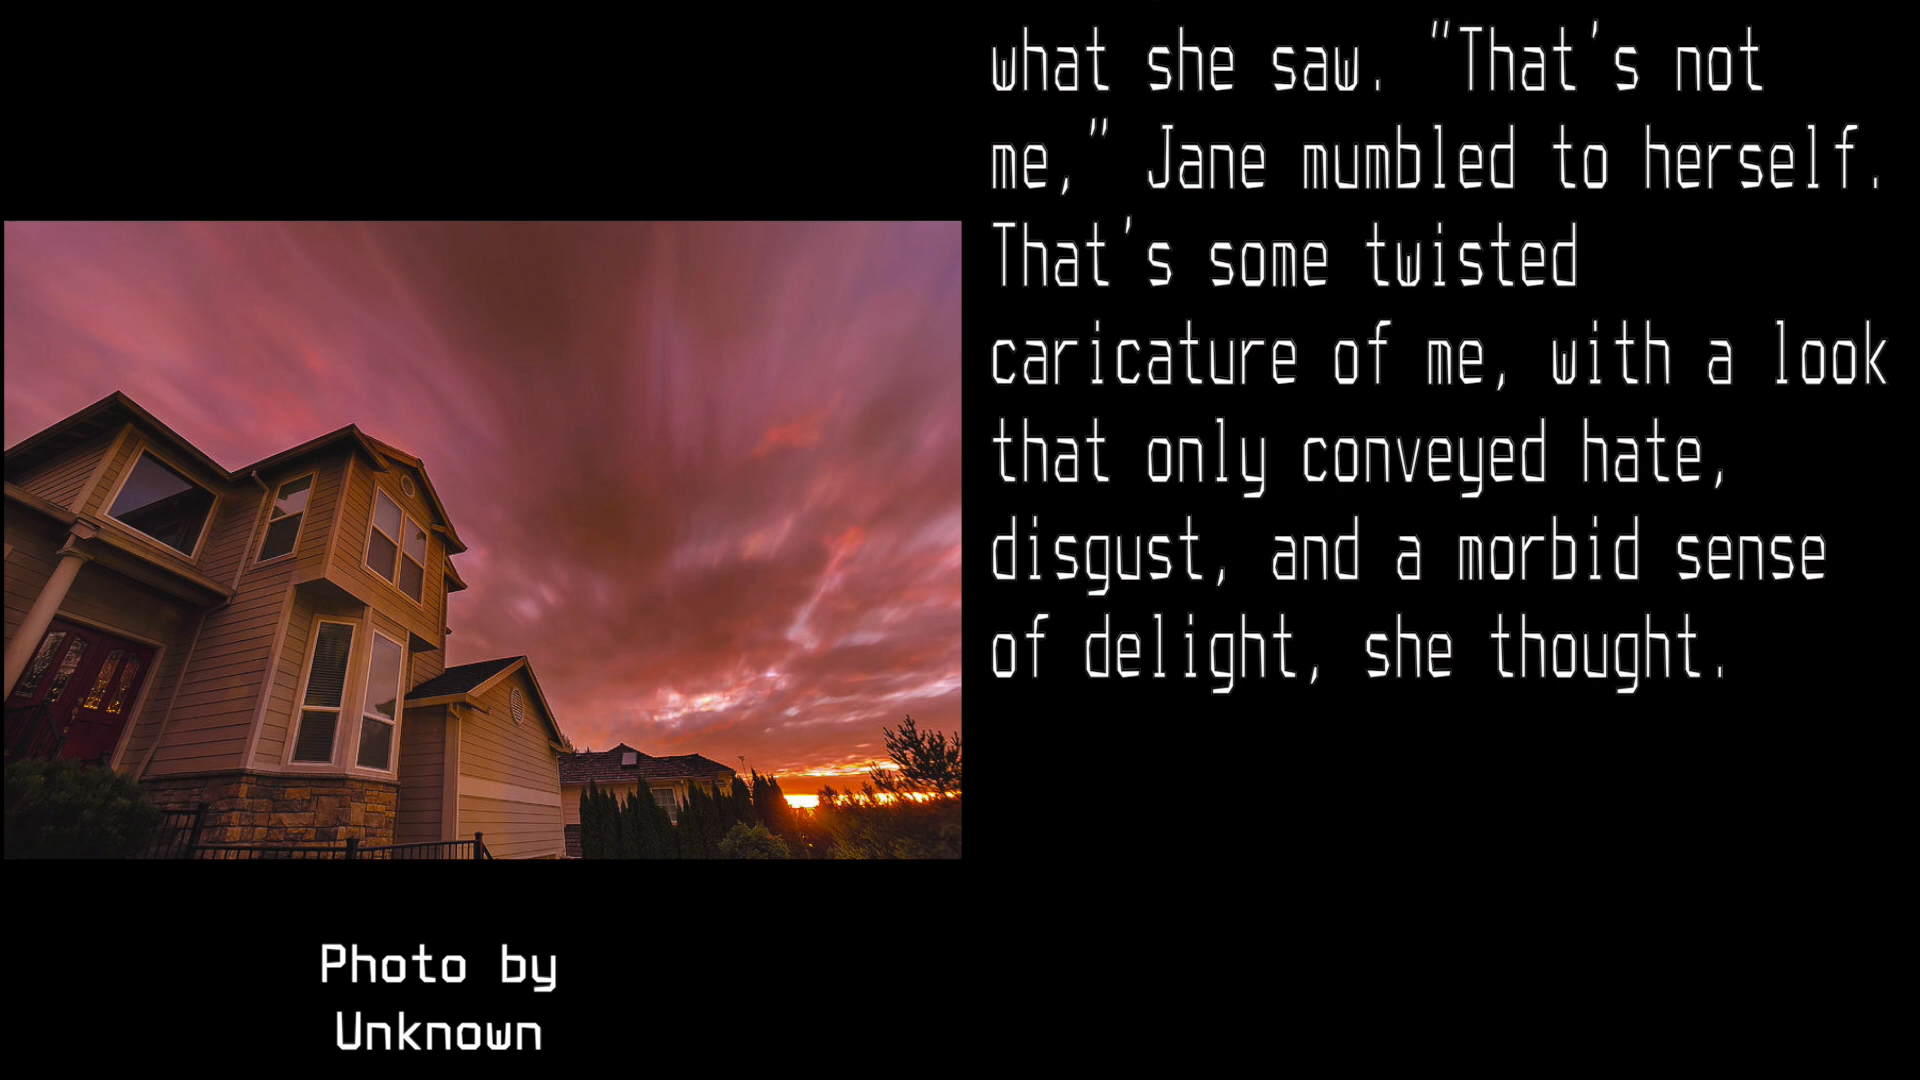 what she saw. "That's not
me," Jane mumbled to herself.
That's some twisted
caricature of me, with a look
that only conveyed hate,
disgust, and a morbid sense
of delight, she thought.
Photo by
Unknown